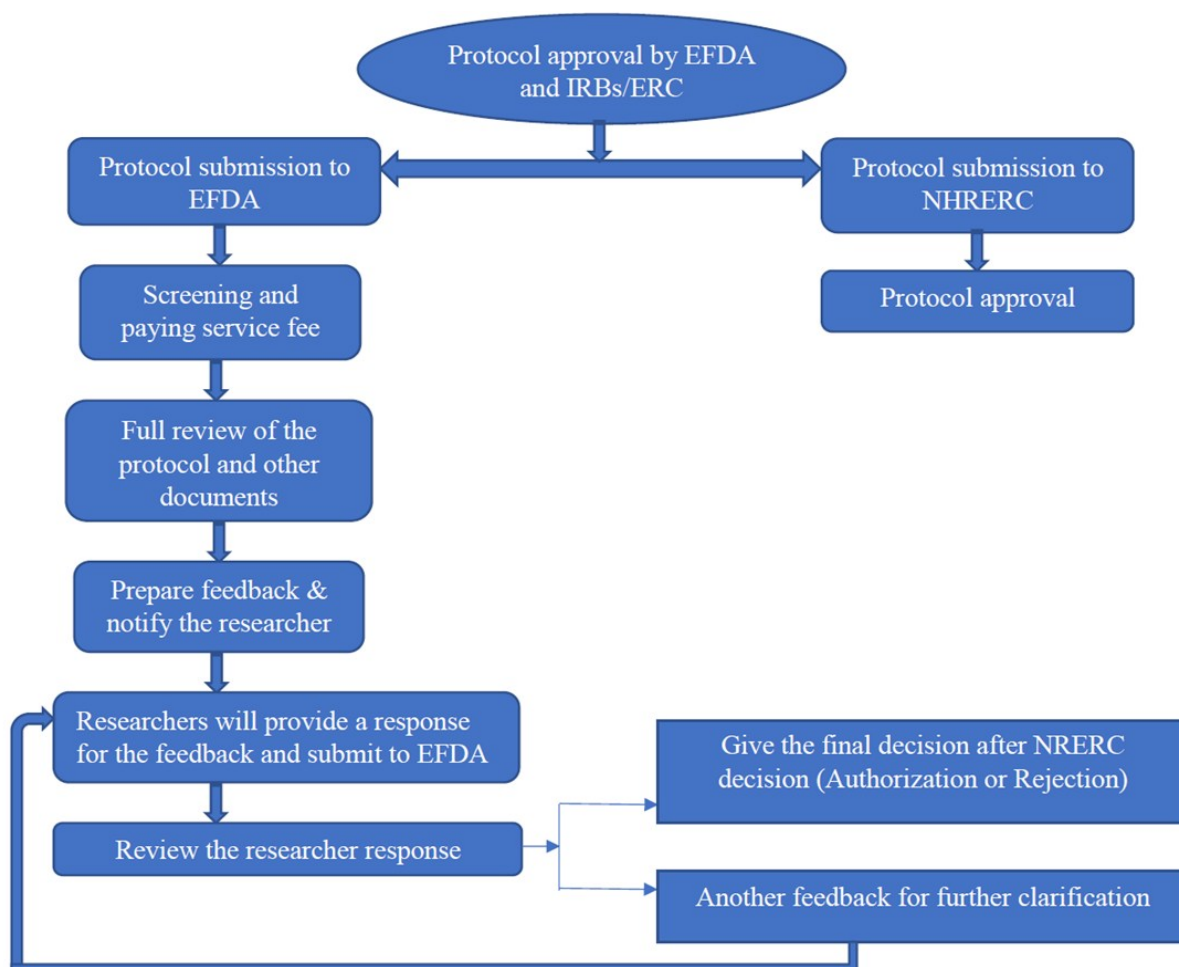 Protocol approval by EFDA
and IRBs/ERC
Protocol submission to
EFDA
Protocol submission to
NHRERC
Screening and
paying service fee
Protocol approval
Full review of the
protocol and other
documents
Prepare feedback &
notify the researcher
Researchers will provide a response
for the feedback and submit to EFDA
Give the final decision after NRERC
decision (Authorization or Rejection)
Review the researcher response
Another feedback for further clarification